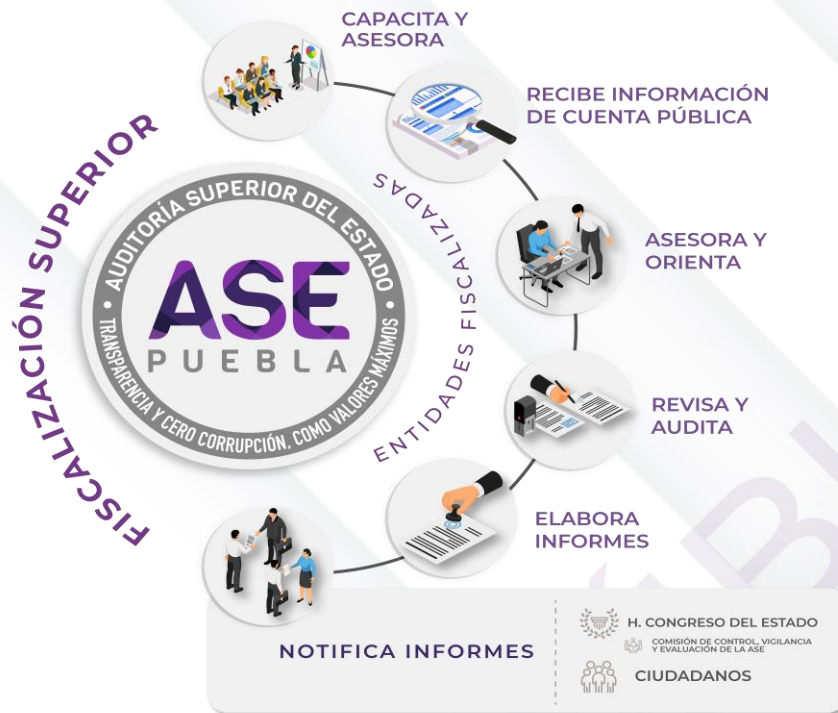 CAPACITA Y
ASESORA
RECIBE INFORMACIÓN
DE CUENTA PÚBLICA
FISCALIZACIÓN SUPERIOR
AUDITORÍA SUPERIOR DEL ESTADO
ASE
PUEBLA
TRANSPARENCIA Y CERO CORRUPCIÓN, COMO VALORES MÁXIMOS
ENTIDADES FISCALIZADAS
ASESORA Y
ORIENTA
REVISA Y
AUDITA
ELABORA
INFORMES
NOTIFICA INFORMES
H. CONGRESO DEL ESTADO
COMISIÓN DE CONTROL, VIGILANCIA
Y EVALUACIÓN DE LA ASE
CIUDADANOS